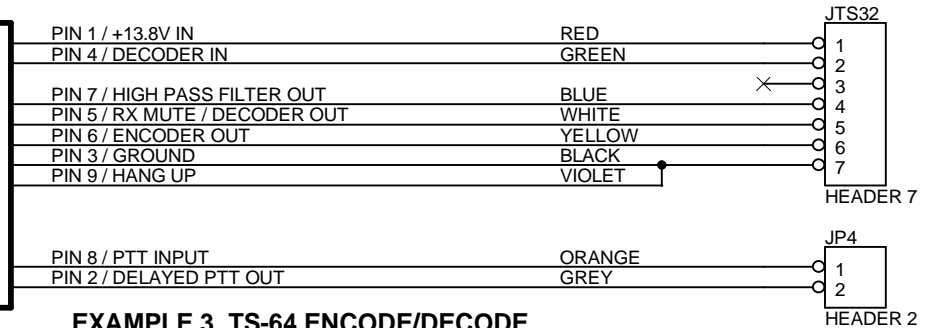 JTS32
PIN 1 / +13.8V IN RED 1
PIN 4 / DECODER IN GREEN 2
3
PIN 7 / HIGH PASS FILTER OUT BLUE 4
PIN 5 / RX MUTE / DECODER OUT WHITE 5
PIN 6 / ENCODER OUT YELLOW 6
PIN 3 / GROUND BLACK 7
PIN 9 / HANG UP VIOLET
HEADER 7
JP4
PIN 8 / PTT INPUT ORANGE 1
PIN 2 / DELAYED PTT OUT GREY 2
HEADER 2
EXAMPLE 3 TS-64 ENCODE/DECODE